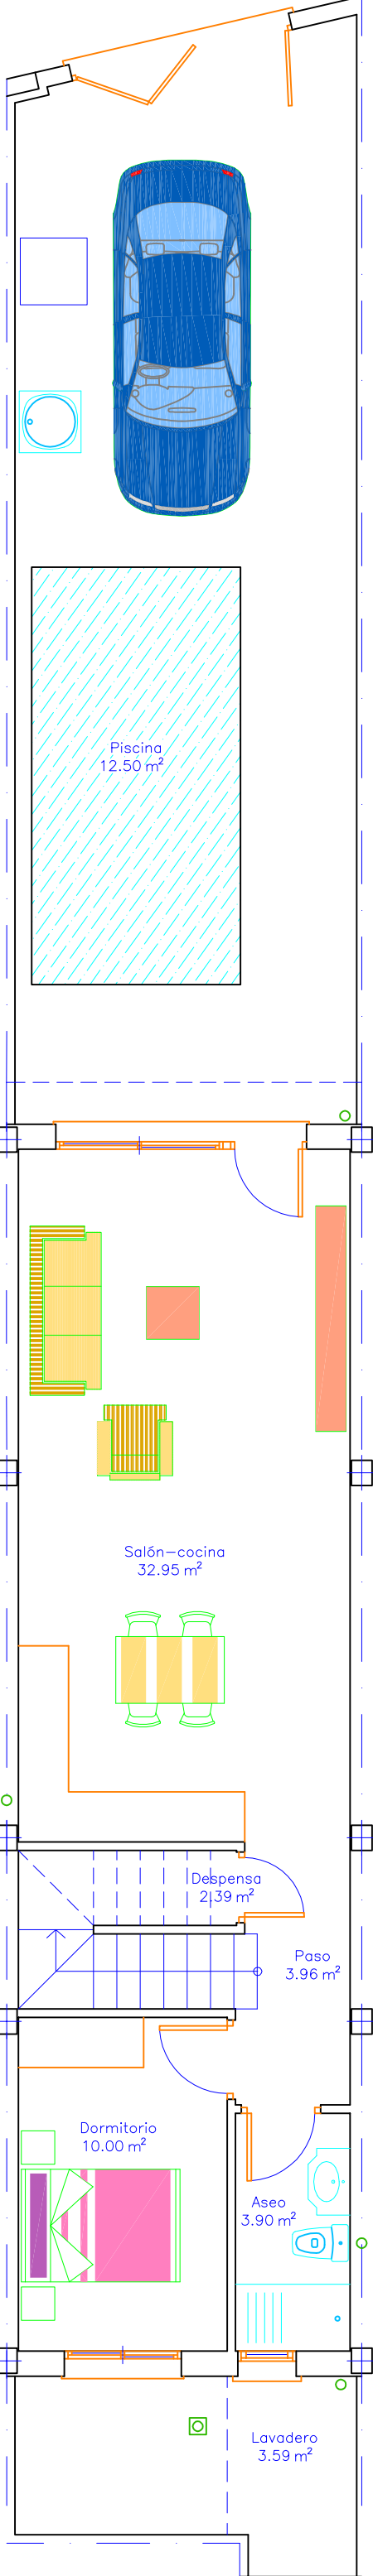 Piscina
12.50 m²
Salón-cocina
32.95 m²
Despensa
2.39 m²
Paso
3.96 m²
Dormitorio
10.00 m²
Aseo
3.90 m²
Lavadero
3.59 m²